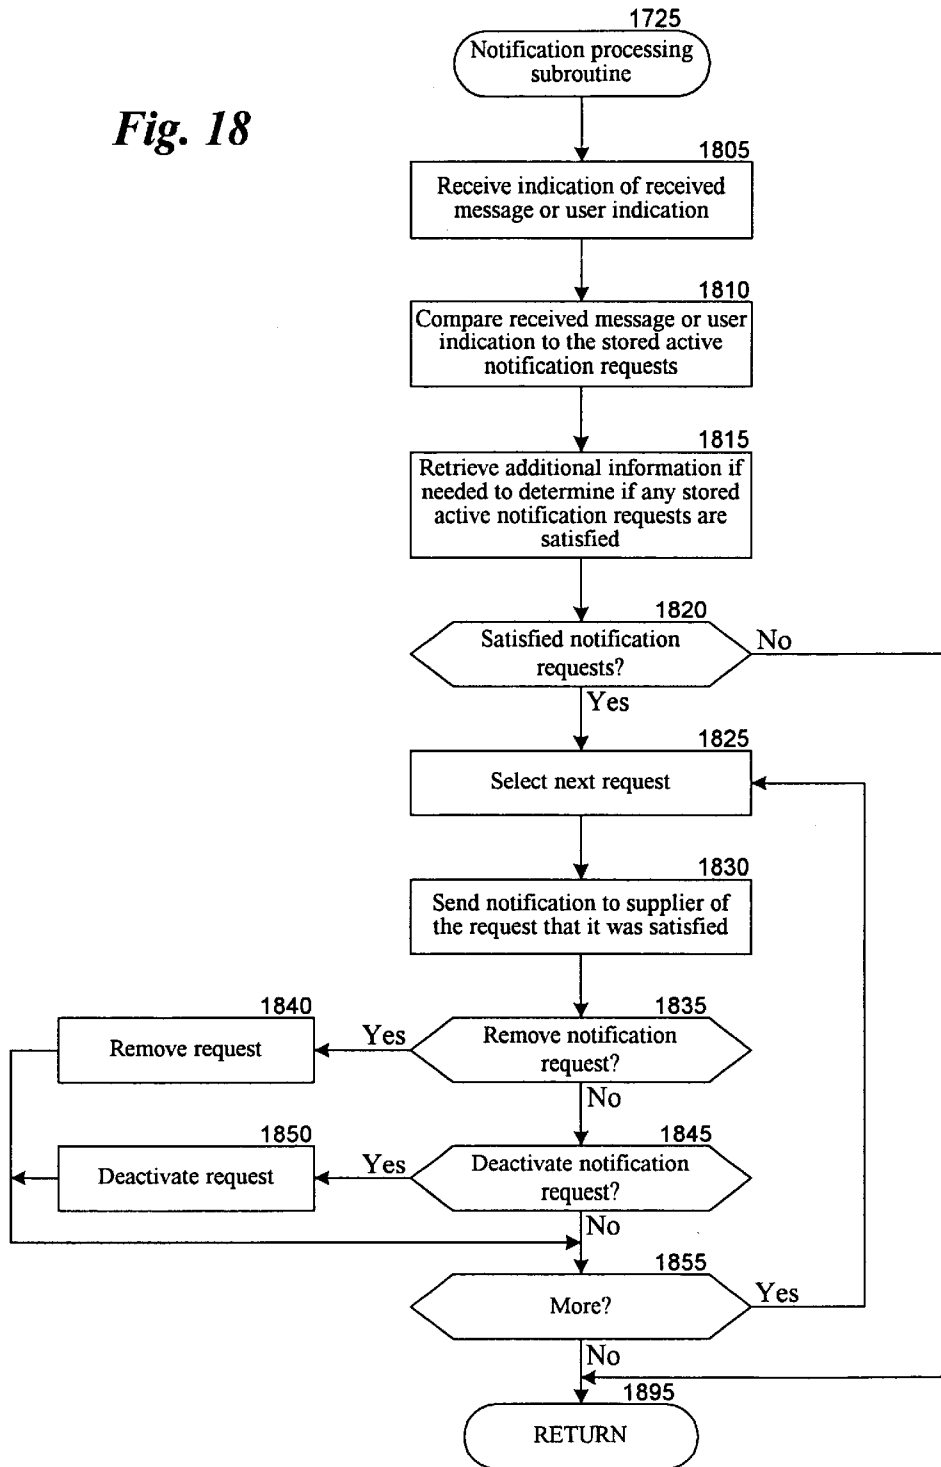 1725
Notification processing
subroutine
Fig. 18
1805
Receive indication of received
message or user indication
1810
Compare received message or user
indication to the stored active
notification requests
1815
Retrieve additional information if
needed to determine if any stored
active notification requests are
satisfied
1820
Satisfied notification
requests?
No
Yes
1825
Select next request
1830
Send notification to supplier of
the request that it was satisfied
1840
Remove request
Yes
1835
Remove notification
request?
No
1850
Deactivate request
Yes
1845
Deactivate notification
request?
No
1855
More?
Yes
No
1895
RETURN